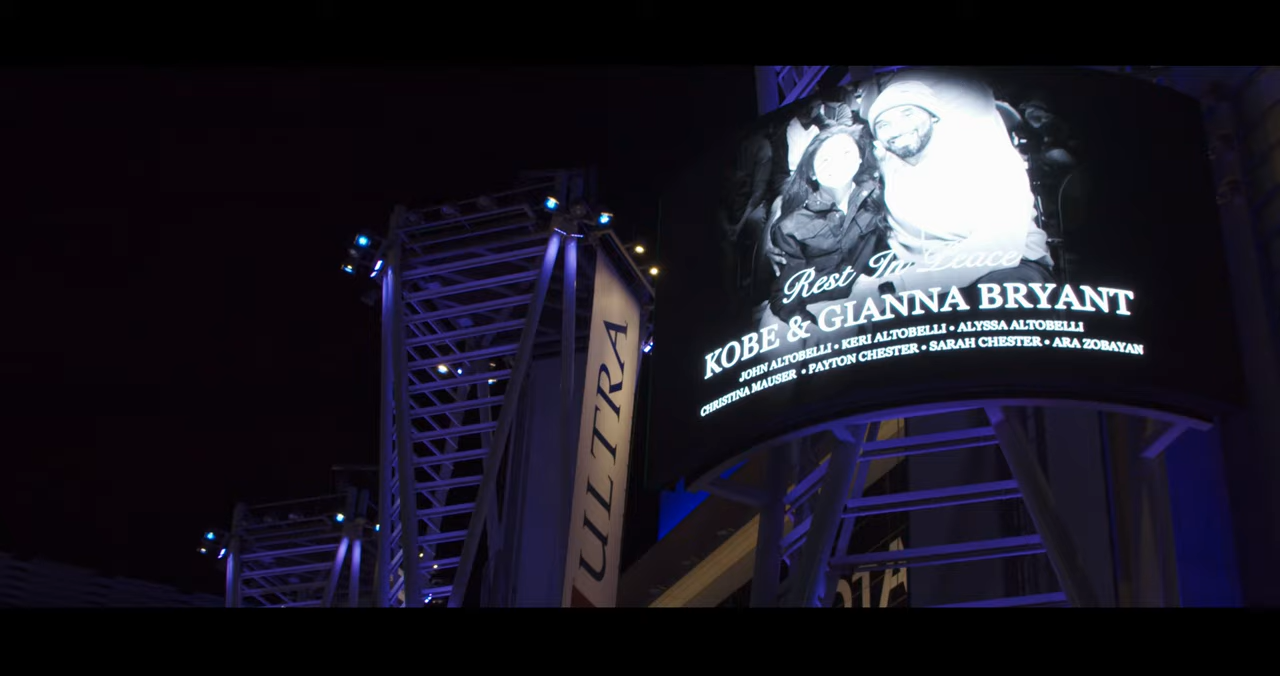 Rest In Peace
KOBE & GIANNA BRYANT
JOHN ALTOBELLI • KERI ALTOBELLI • ALYSSA ALTOBELLI
CHRISTINA MAUSER • PAYTON CHESTER • SARAH CHESTER • ARA ZOBAYAN
ULTRA